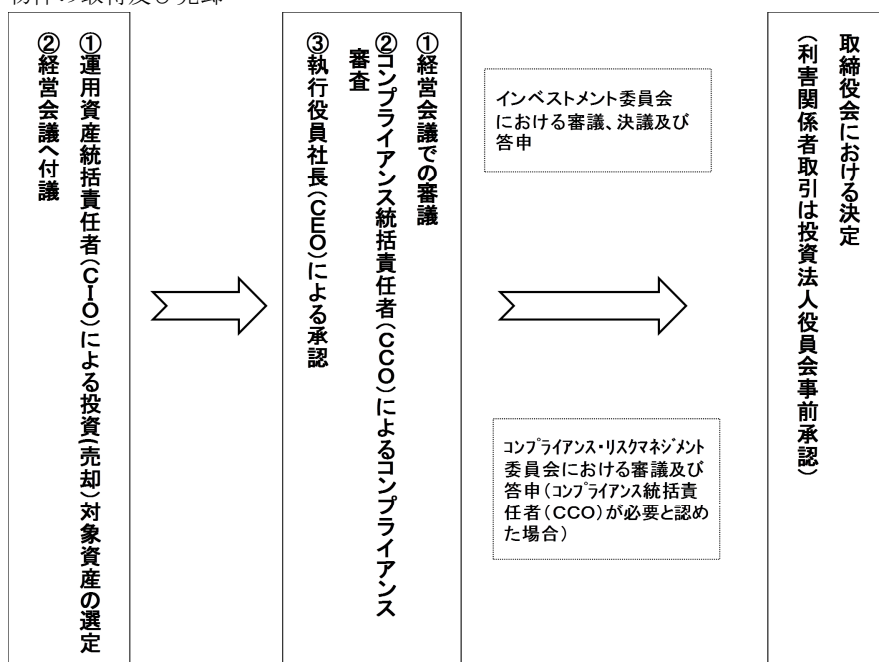 物件の取得及び売却
①運用資産統括責任者(CIO)による投資(売却)対象資産の選定
②経営会議へ付議
①経営会議での審議
②コンプライアンス統括責任者(CCO)によるコンプライアンス
審査
③執行役員社長(CEO)による承認
インベストメント委員会
における審議、決議及び
答申
コンプライアンス・リスクマネジメント
委員会における審議及び
答申(コンプライアンス統括責
任者(CCO)が必要と認め
た場合)
取締役会における決定
(利害関係者取引は投資法人役員会事前承認)